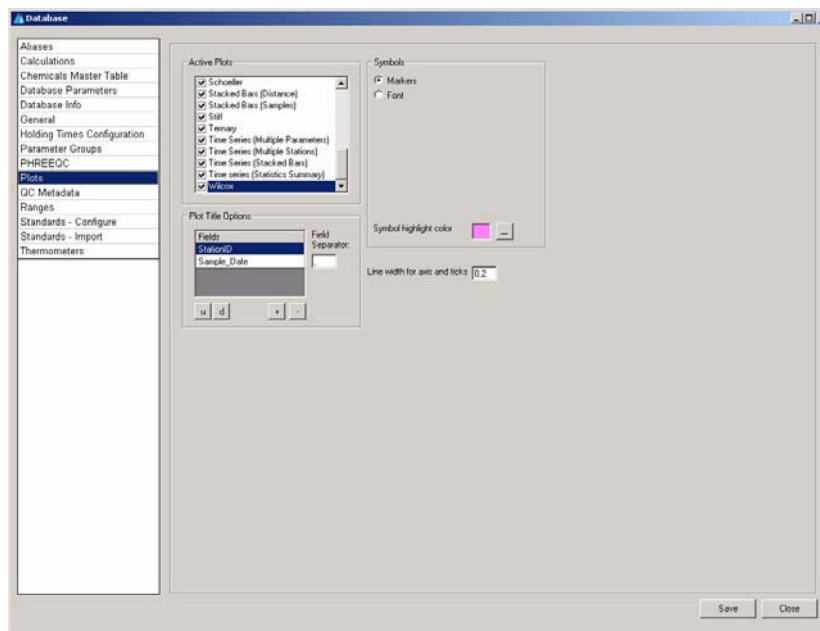 Database
Aliases
Calculations
Chemicals Master Table
Database Parameters
Database Info
General
Holding Times Configuration
Parameter Groups
PHREEQC
Plots
QC Metadata
Ranges
Standards - Configure
Standards - Import
Thermometers
Active Plots
Schoeller
Stacked Bars (Distance)
Stacked Bars (Samples)
Stiff
Ternary
Time Series (Multiple Parameters)
Time Series (Multiple Stations)
Time Series (Stacked Bars)
Time series (Statistics Summary)
Wilcox
Plot Title Options
Fields
StationID
Sample_Date
Field
Separator:
u d + -
Symbols
Markers
Font
Symbol highlight color ...
Line width for axis and ticks 0.2
Save Close